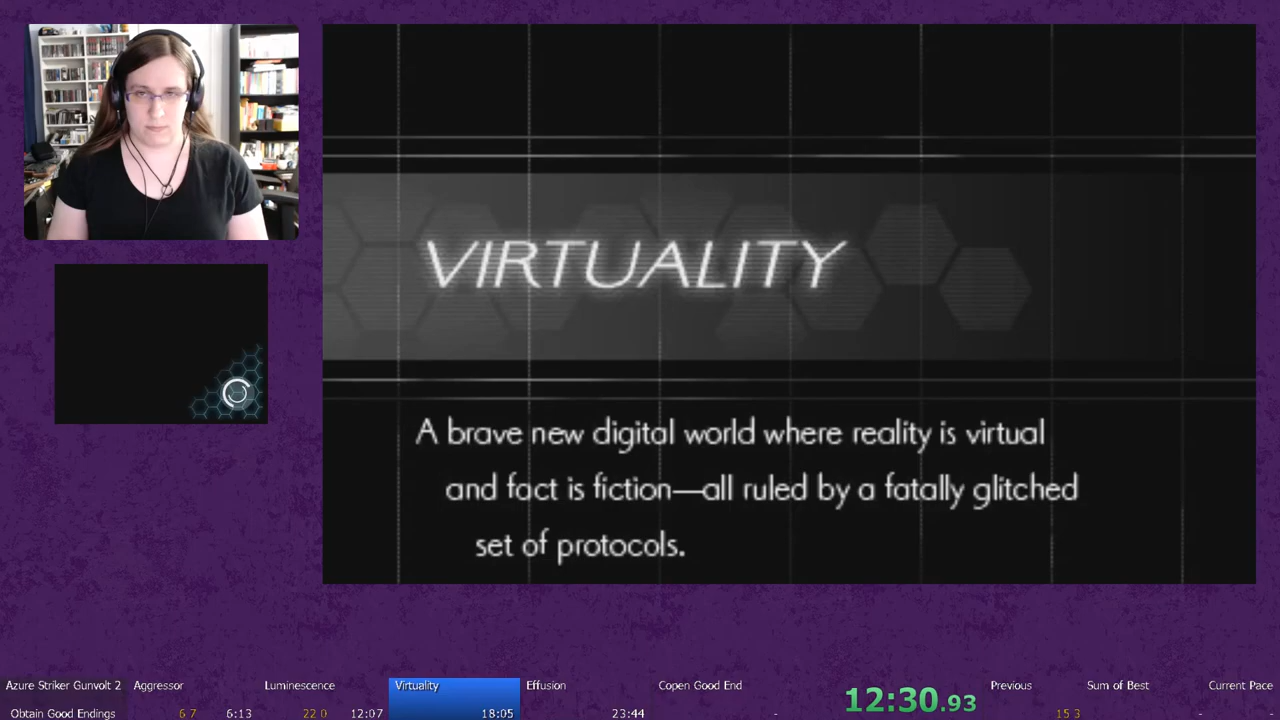 VIRTUALITY
A brave new digital world where reality is virtual
and fact is fiction—all ruled by a fatally glitched
set of protocols.
Azure Striker Gunvolt 2 Aggressor Luminescence Virtuality Effusion Copen Good End 12:30.93 Previous Sum of Best Current Pace
Obtain Good Endings 6.7 6:13 22.0 12:07 18:05 23:44 - 15.3 - -